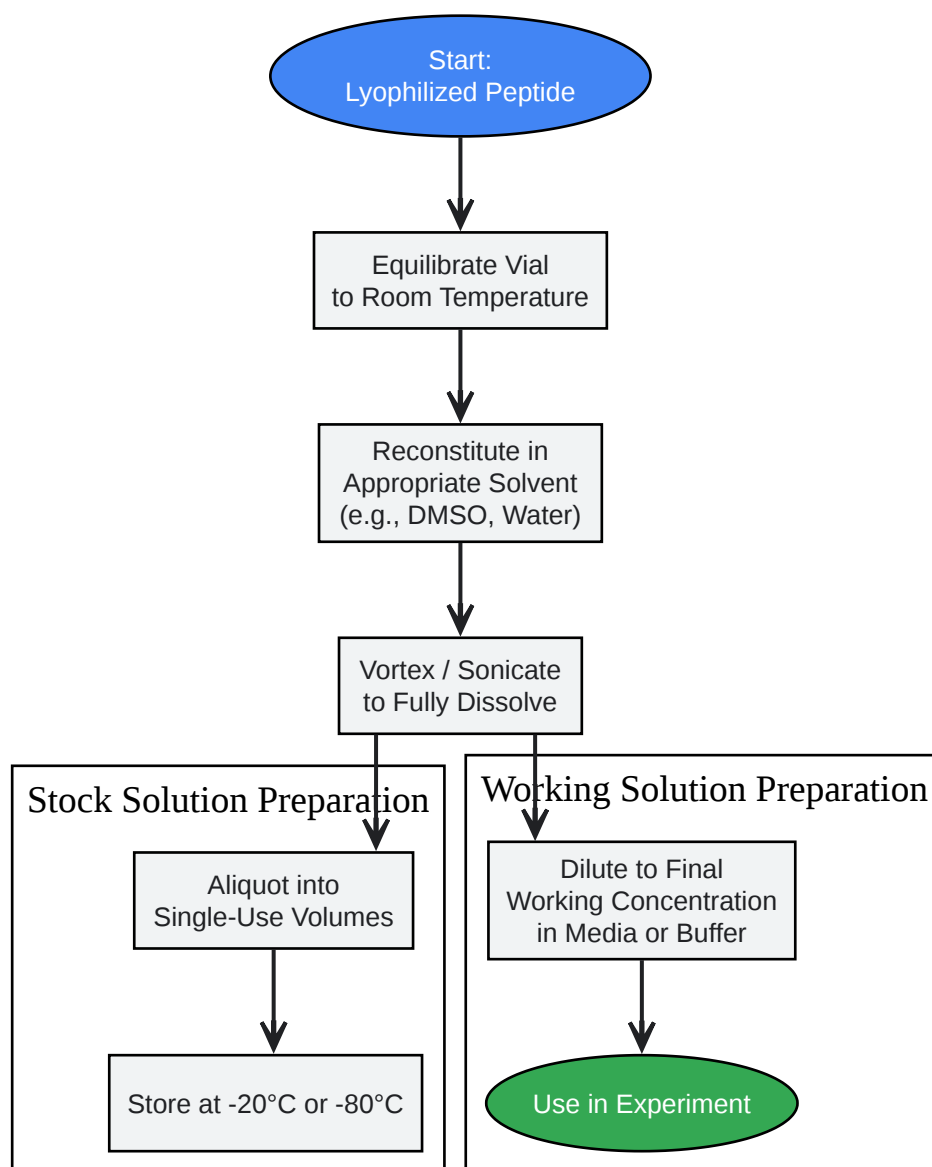 Start:
Lyophilized Peptide
Equilibrate Vial
to Room Temperature
Reconstitute in
Appropriate Solvent
(e.g., DMSO, Water)
Vortex / Sonicate
to Fully Dissolve
Stock Solution Preparation
Aliquot into
Single-Use Volumes
Store at -20°C or -80°C
Working Solution Preparation
Dilute to Final
Working Concentration
in Media or Buffer
Use in Experiment